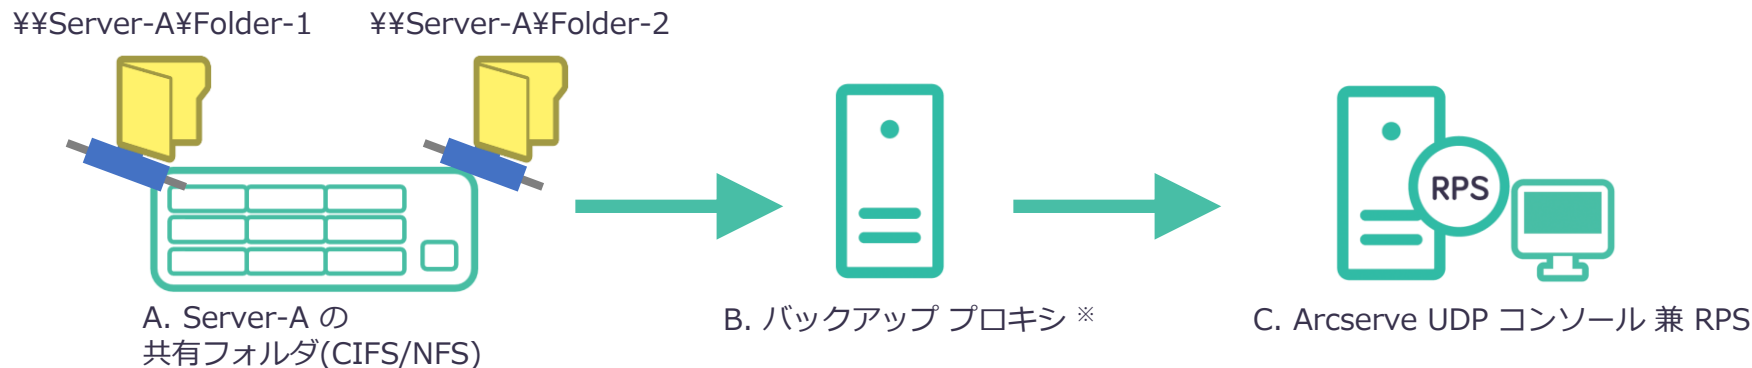 ¥¥Server-A¥Folder-1
¥¥Server-A¥Folder-2
RPS
A. Server-A の
共有フォルダ(CIFS/NFS)
B. バックアップ プロキシ ※
C. Arcserve UDP コンソール 兼 RPS